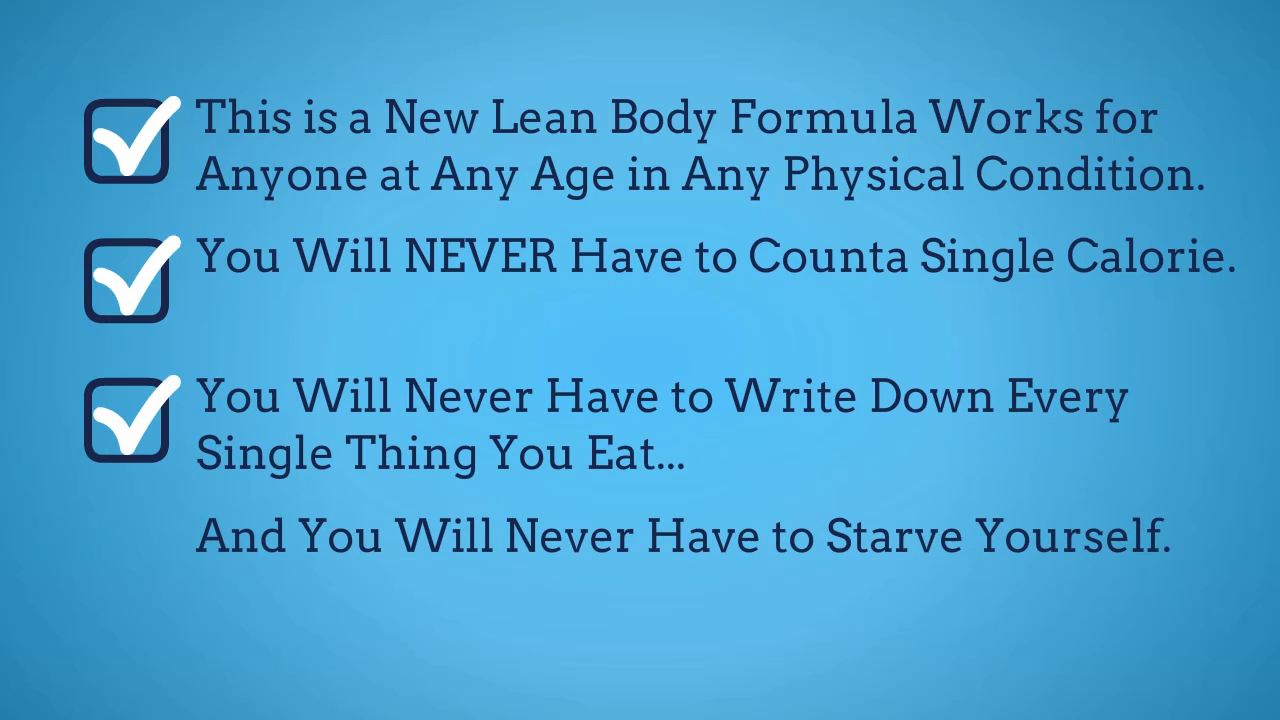 This is a New Lean Body Formula Works for
Anyone at Any Age in Any Physical Condition.
You Will NEVER Have to Counta Single Calorie.
You Will Never Have to Write Down Every
Single Thing You Eat...
And You Will Never Have to Starve Yourself.